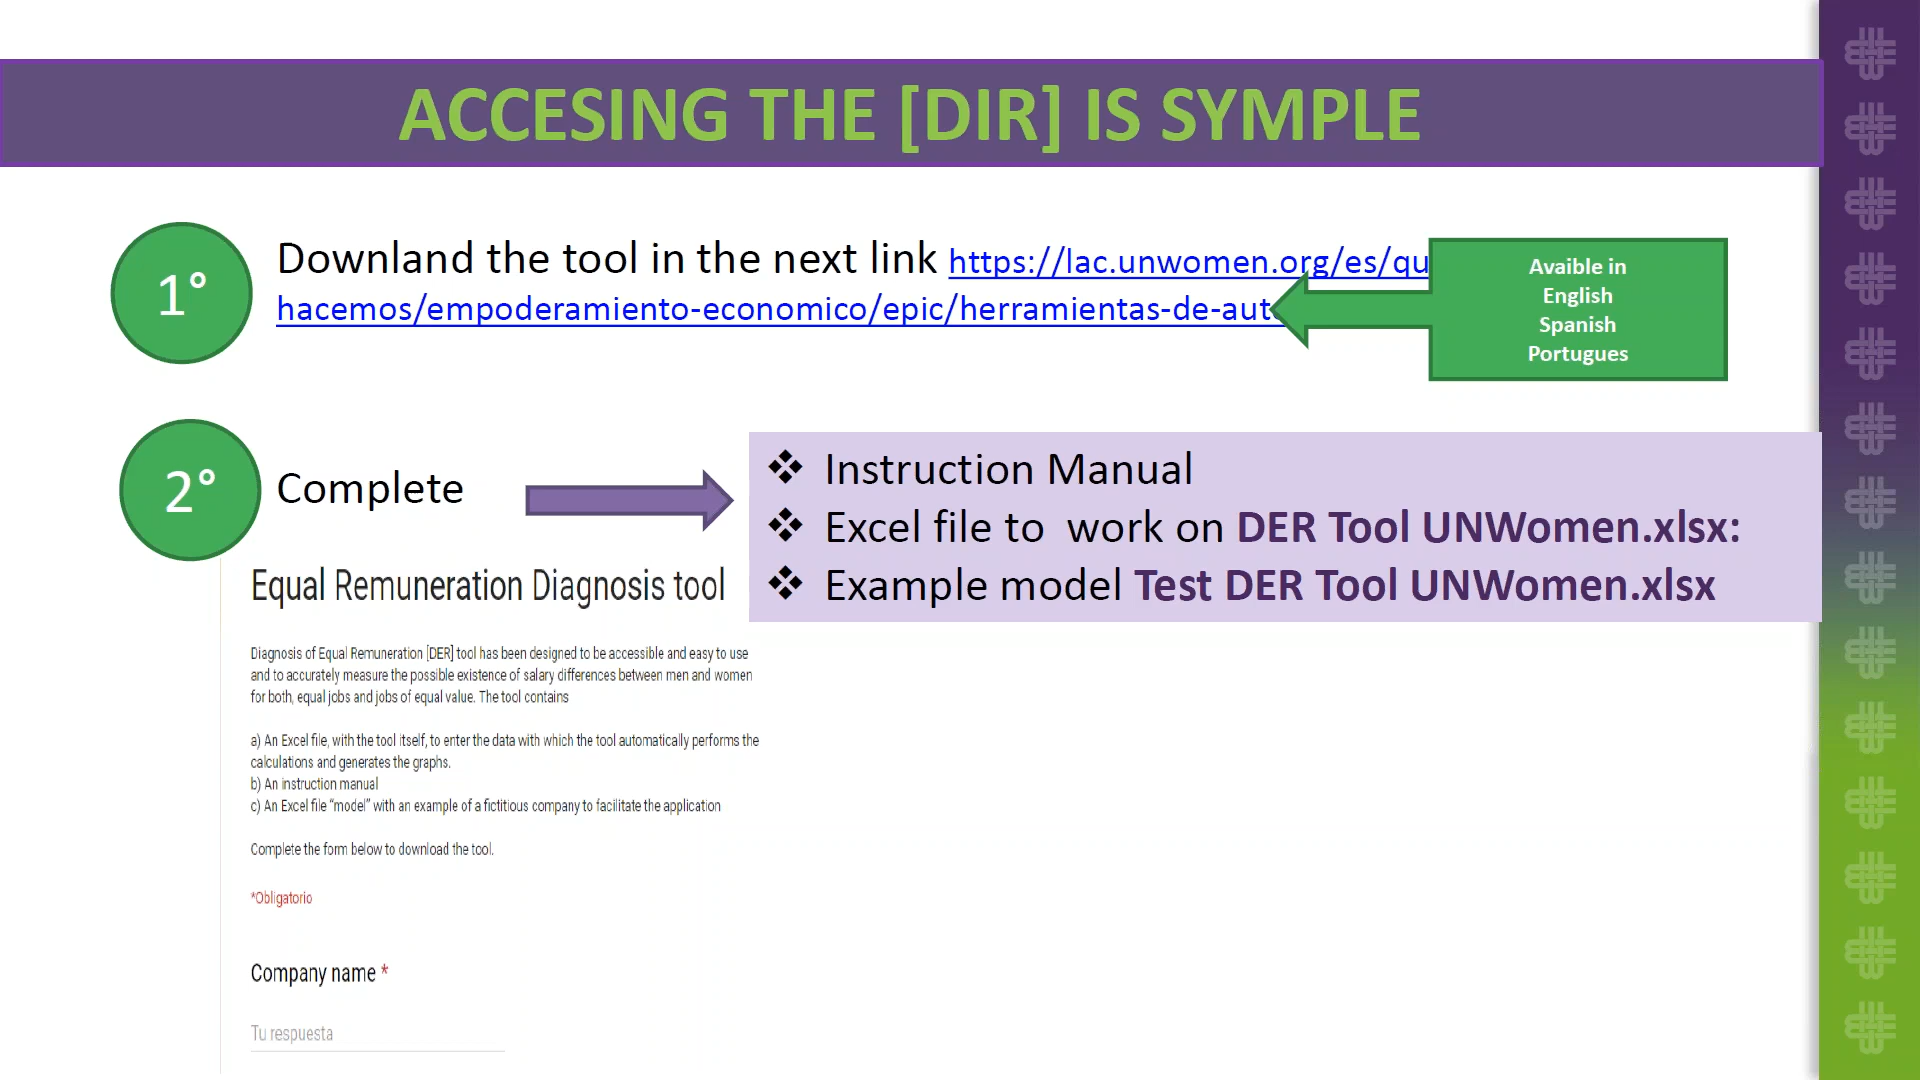 ACCESING THE [DIR] IS SYMPLE
1°
Downland the tool in the next link https://lac.unwomen.org/es/qu
hacemos/empoderamiento-economico/epic/herramientas-de-aut
Avaible in
English
Spanish
Portugues
2°
Complete
❖ Instruction Manual
❖ Excel file to work on DER Tool UNWomen.xlsx:
❖ Example model Test DER Tool UNWomen.xlsx
Equal Remuneration Diagnosis tool
Diagnosis of Equal Remuneration [DER] tool has been designed to be accessible and easy to use
and to accurately measure the possible existence of salary differences between men and women
for both, equal jobs and jobs of equal value. The tool contains
a) An Excel file, with the tool itself, to enter the data with which the tool automatically performs the
calculations and generates the graphs.
b) An instruction manual
c) An Excel file “model” with an example of a fictitious company to facilitate the application
Complete the form below to download the tool.
*Obligatorio
Company name *
Tu respuesta